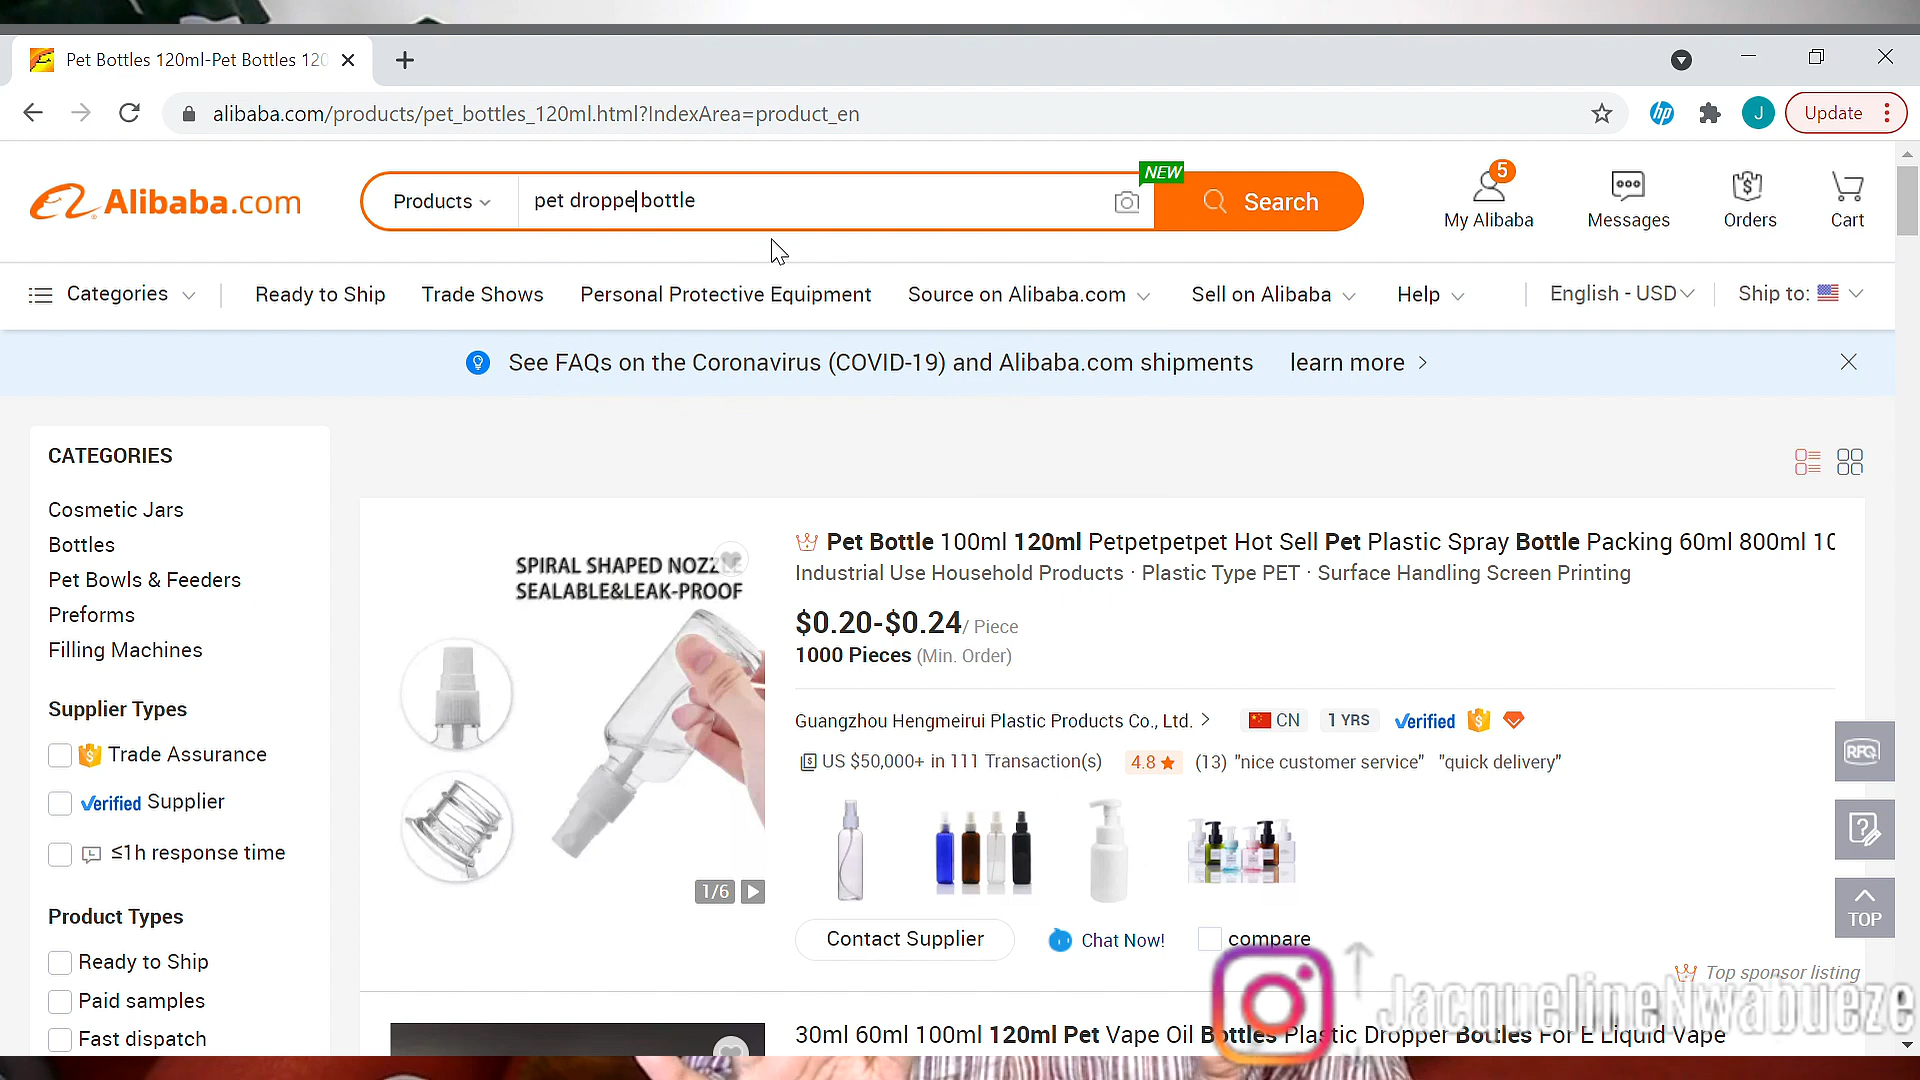 Pet Bottles 120ml-Pet Bottles 120
alibaba.com/products/pet_bottles_120ml.html?IndexArea=product_en
hp
J
Update
Alibaba.com
Products
pet droppe bottle
NEW
Search
5
My Alibaba
Messages
Orders
Cart
Categories
Ready to Ship
Trade Shows
Personal Protective Equipment
Source on Alibaba.com
Sell on Alibaba
Help
English - USD
Ship to:
See FAQs on the Coronavirus (COVID-19) and Alibaba.com shipments
learn more
CATEGORIES
Cosmetic Jars
Bottles
Pet Bowls & Feeders
Preforms
Filling Machines
Supplier Types
Trade Assurance
Verified Supplier
≤1h response time
Product Types
Ready to Ship
Paid samples
Fast dispatch
SPIRAL SHAPED NOZZ
SEALABLE&LEAK-PROOF
1/6
Pet Bottle 100ml 120ml Petpetpetpet Hot Sell Pet Plastic Spray Bottle Packing 60ml 800ml 10
Industrial Use Household Products · Plastic Type PET · Surface Handling Screen Printing
$0.20-$0.24/ Piece
1000 Pieces (Min. Order)
Guangzhou Hengmeirui Plastic Products Co., Ltd.
CN
1 YRS
Verified
US $50,000+ in 111 Transaction(s)
4.8
(13) "nice customer service" "quick delivery"
Contact Supplier
Chat Now!
compare
Top sponsor listing
RFQ
TOP
JacquelineNwabueze
30ml 60ml 100ml 120ml Pet Vape Oil Bottles Plastic Dropper Bottles For E Liquid Vape